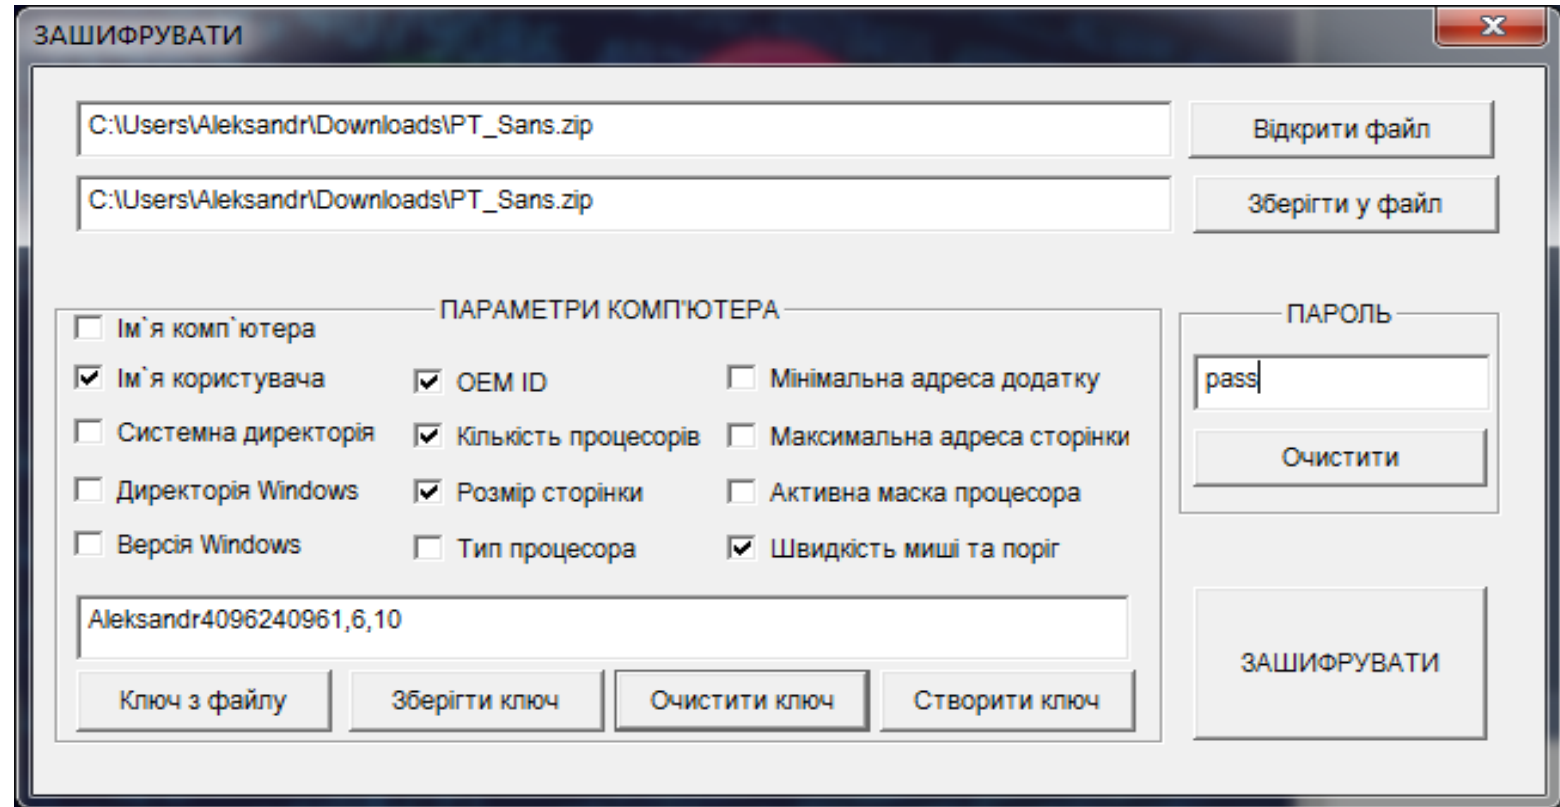 ЗАШИФРУВАТИ
C:\Users\Aleksandr\Downloads\PT_Sans.zip
Відкрити файл
C:\Users\Aleksandr\Downloads\PT_Sans.zip
Зберігти у файл
ПАРАМЕТРИ КОМП'ЮТЕРА
Ім`я комп`ютера
Ім`я користувача
Системна директорія
Директорія Windows
Версія Windows
OEM ID
Кількість процесорів
Розмір сторінки
Тип процесора
Мінімальна адреса додатку
Максимальна адреса сторінки
Активна маска процесора
Швидкість миші та поріг
Aleksandr4096240961,6,10
Ключ з файлу
Зберігти ключ
Очистити ключ
Створити ключ
ПАРОЛЬ
pass
Очистити
ЗАШИФРУВАТИ